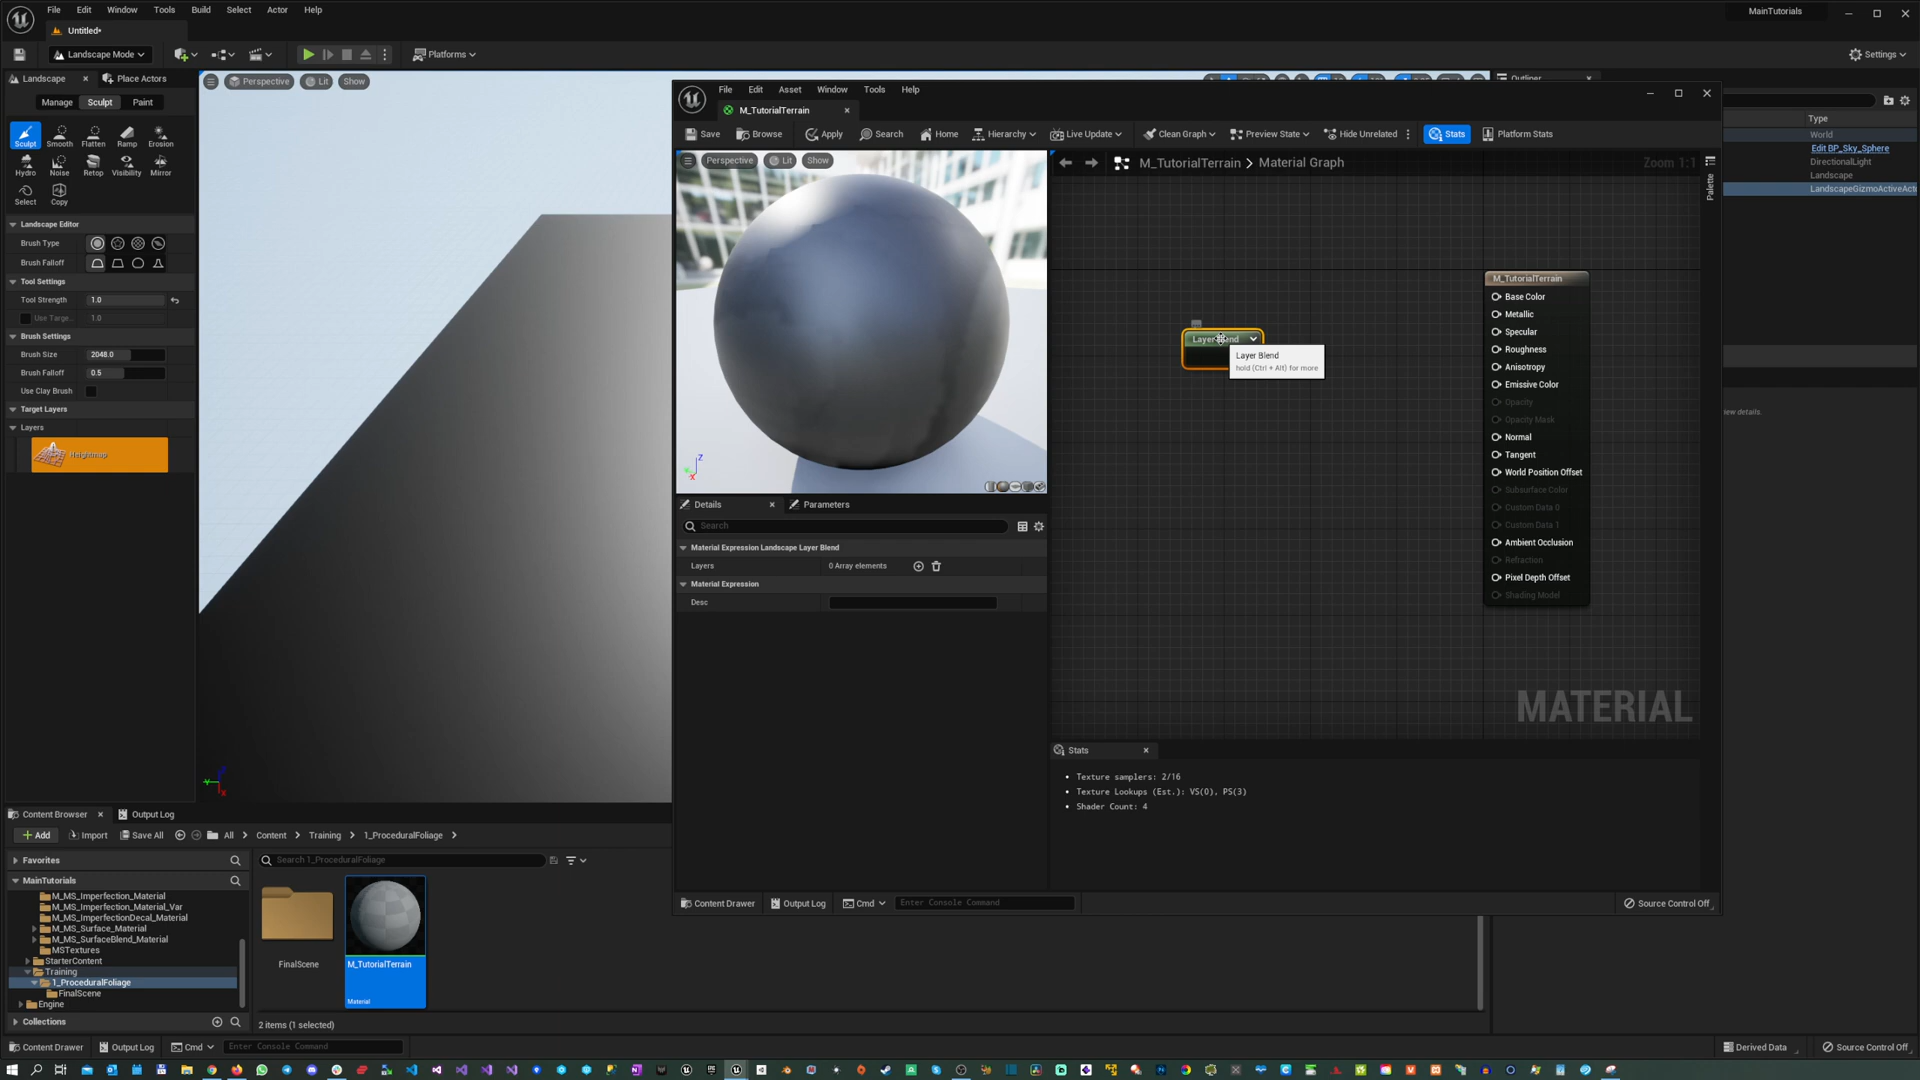 File Edit Window Tools Build Select Actor Help
MainTutorials
Untitled*
Landscape Mode
Platforms
Settings
Landscape
Place Actors
Perspective
Lit
Show
Manage Sculpt Paint
Sculpt Smooth Flatten Ramp Erosion
Hydro Noise Retop Visibility Mirror
Select Copy
Landscape Editor
Brush Type
Brush Falloff
Tool Settings
Tool Strength 1.0
Use Targe.. 1.0
Brush Settings
Brush Size 2048.0
Brush Falloff 0.5
Use Clay Brush
Target Layers
Layers
Heightmap
File Edit Asset Window Tools Help
M_TutorialTerrain
Save Browse Apply Search Home Hierarchy Live Update Clean Graph Preview State Hide Unrelated Stats Platform Stats
Perspective Lit Show
M_TutorialTerrain > Material Graph
Zoom 1:1
Palette
Layer Blend
Layer Blend
hold (Ctrl + Alt) for more
M_TutorialTerrain
Base Color
Metallic
Specular
Roughness
Anisotropy
Emissive Color
Opacity
Opacity Mask
Normal
Tangent
World Position Offset
Subsurface Color
Custom Data 0
Custom Data 1
Ambient Occlusion
Refraction
Pixel Depth Offset
Shading Model
MATERIAL
Details
Parameters
Search
Material Expression Landscape Layer Blend
Layers 0 Array elements
Material Expression
Desc
Stats
Texture samplers: 2/16
Texture Lookups (Est.): VS(0), PS(3)
Shader Count: 4
Content Drawer Output Log Cmd Enter Console Command
Source Control Off
Outliner
Type
World
Edit BP_Sky_Sphere
DirectionalLight
Landscape
LandscapeGizmoActiveAct
iew details.
Content Browser
Output Log
Add Import Save All All > Content > Training > 1_ProceduralFoliage >
Favorites
Search 1_ProceduralFoliage
MainTutorials
M_MS_Imperfection_Material
M_MS_Imperfection_Material_Var
M_MS_ImperfectionDecal_Material
M_MS_Surface_Material
M_MS_SurfaceBlend_Material
MSTextures
StarterContent
Training
1_ProceduralFoliage
FinalScene
Engine
Collections
FinalScene
M_TutorialTerrain
Material
2 items (1 selected)
Content Drawer Output Log Cmd Enter Console Command
Derived Data
Source Control Off